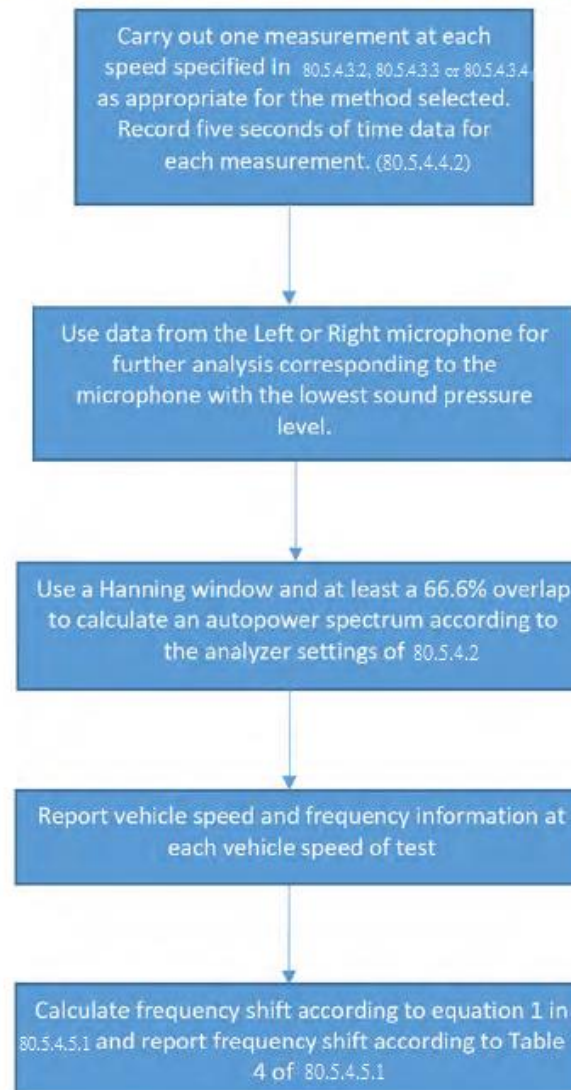 Carry out one measurement at each
speed specified in 80.5.4.3.2, 80.5.4.3.3 or 80.5.4.3.4,
as appropriate for the method selected.
Record five seconds of time data for
each measurement. (80.5.4.4.2)
Use data from the Left or Right microphone for
further analysis corresponding to the
microphone with the lowest sound pressure
level.
Use a Hanning window and at least a 66.6% overlap
to calculate an autopower spectrum according to
the analyzer settings of 80.5.4.2
Report vehicle speed and frequency information at
each vehicle speed of test
Calculate frequency shift according to equation 1 in
80.5.4.5.1 and report frequency shift according to Table
4 of 80.5.4.5.1